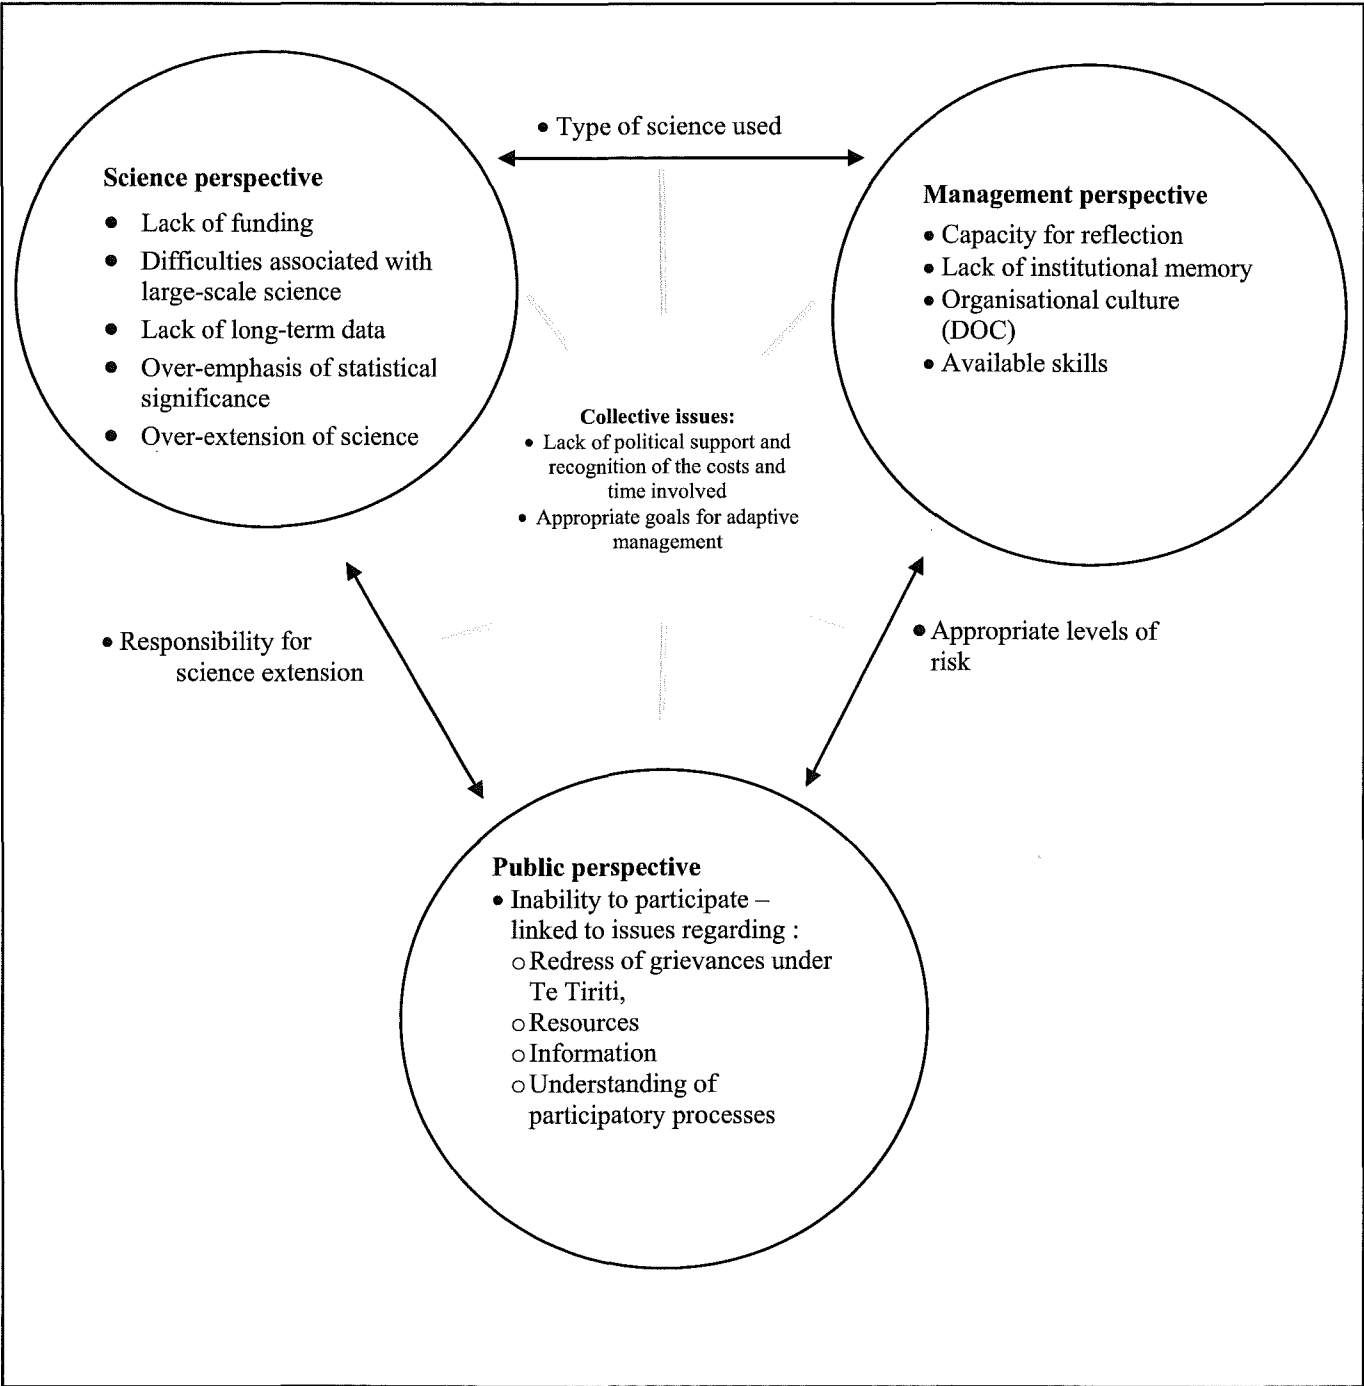 • Type of science used
Science perspective
• Lack of funding
• Difficulties associated with
large-scale science
• Lack of long-term data
• Over-emphasis of statistical
significance
• Over-extension of science
Management perspective
• Capacity for reflection
• Lack of institutional memory
• Organisational culture
(DOC)
• Available skills
Collective issues:
• Lack of political support and
recognition of the costs and
time involved
• Appropriate goals for adaptive
management
• Responsibility for
science extension
• Appropriate levels of
risk
Public perspective
• Inability to participate –
linked to issues regarding :
○ Redress of grievances under
Te Tiriti,
○ Resources
○ Information
○ Understanding of
participatory processes